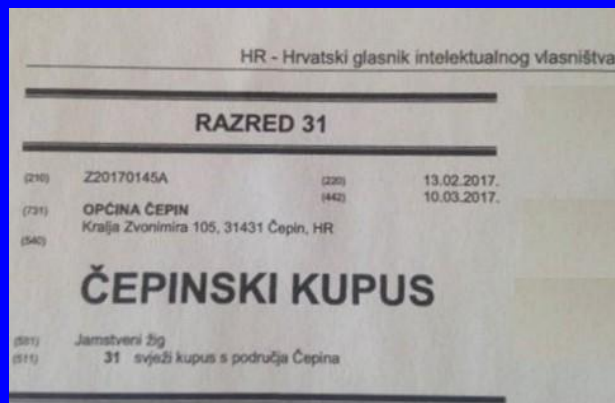 HR - Hrvatski glasnik intelektualnog vlasništva
RAZRED 31
(210) Z20170145A (220) 13.02.2017.
(442) 10.03.2017.
(731) OPĆINA ČEPIN
Kralja Zvonimira 105, 31431 Čepin, HR
(540)
ČEPINSKI KUPUS
(581) Jamstveni žig
(511) 31 svježi kupus s područja Čepina